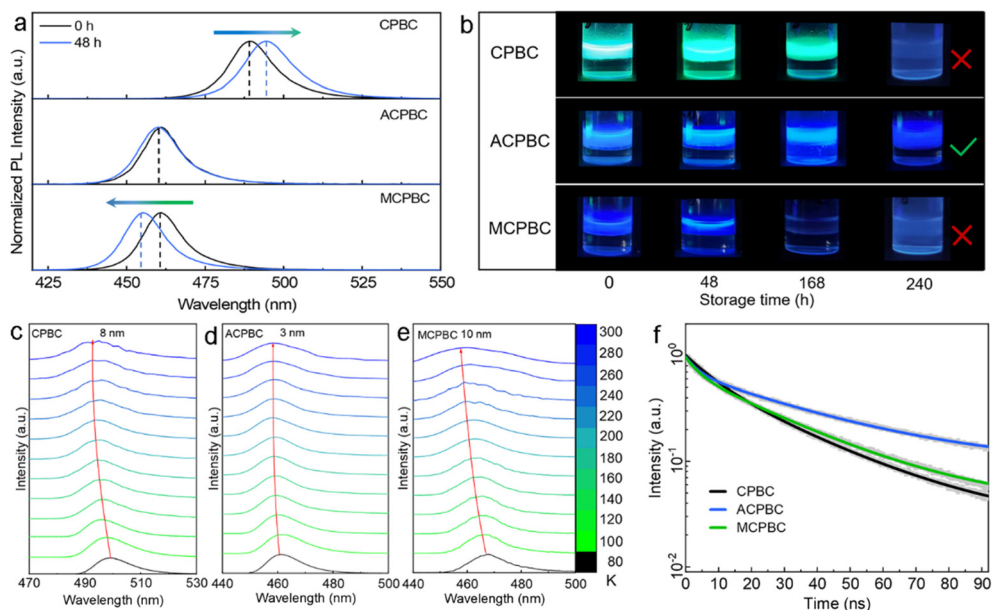 a
0 h
48 h
CPBC
ACPBC
MCPBC
Normalized PL Intensity (a.u.)
425 450 475 500 525 550
Wavelength (nm)
b
CPBC
ACPBC
MCPBC
0 48 168 240
Storage time (h)
c
CPBC 8 nm
Intensity (a.u.)
470 490 510 530
Wavelength (nm)
d
ACPBC 3 nm
Intensity (a.u.)
440 460 480 500
Wavelength (nm)
e
MCPBC 10 nm
Intensity (a.u.)
440 460 480 500
Wavelength (nm)
300
280
260
240
220
200
180
160
140
120
100
80
K
f
Intensity (a.u.)
10⁰
10⁻¹
10⁻²
CPBC
ACPBC
MCPBC
0 10 20 30 40 50 60 70 80 90
Time (ns)